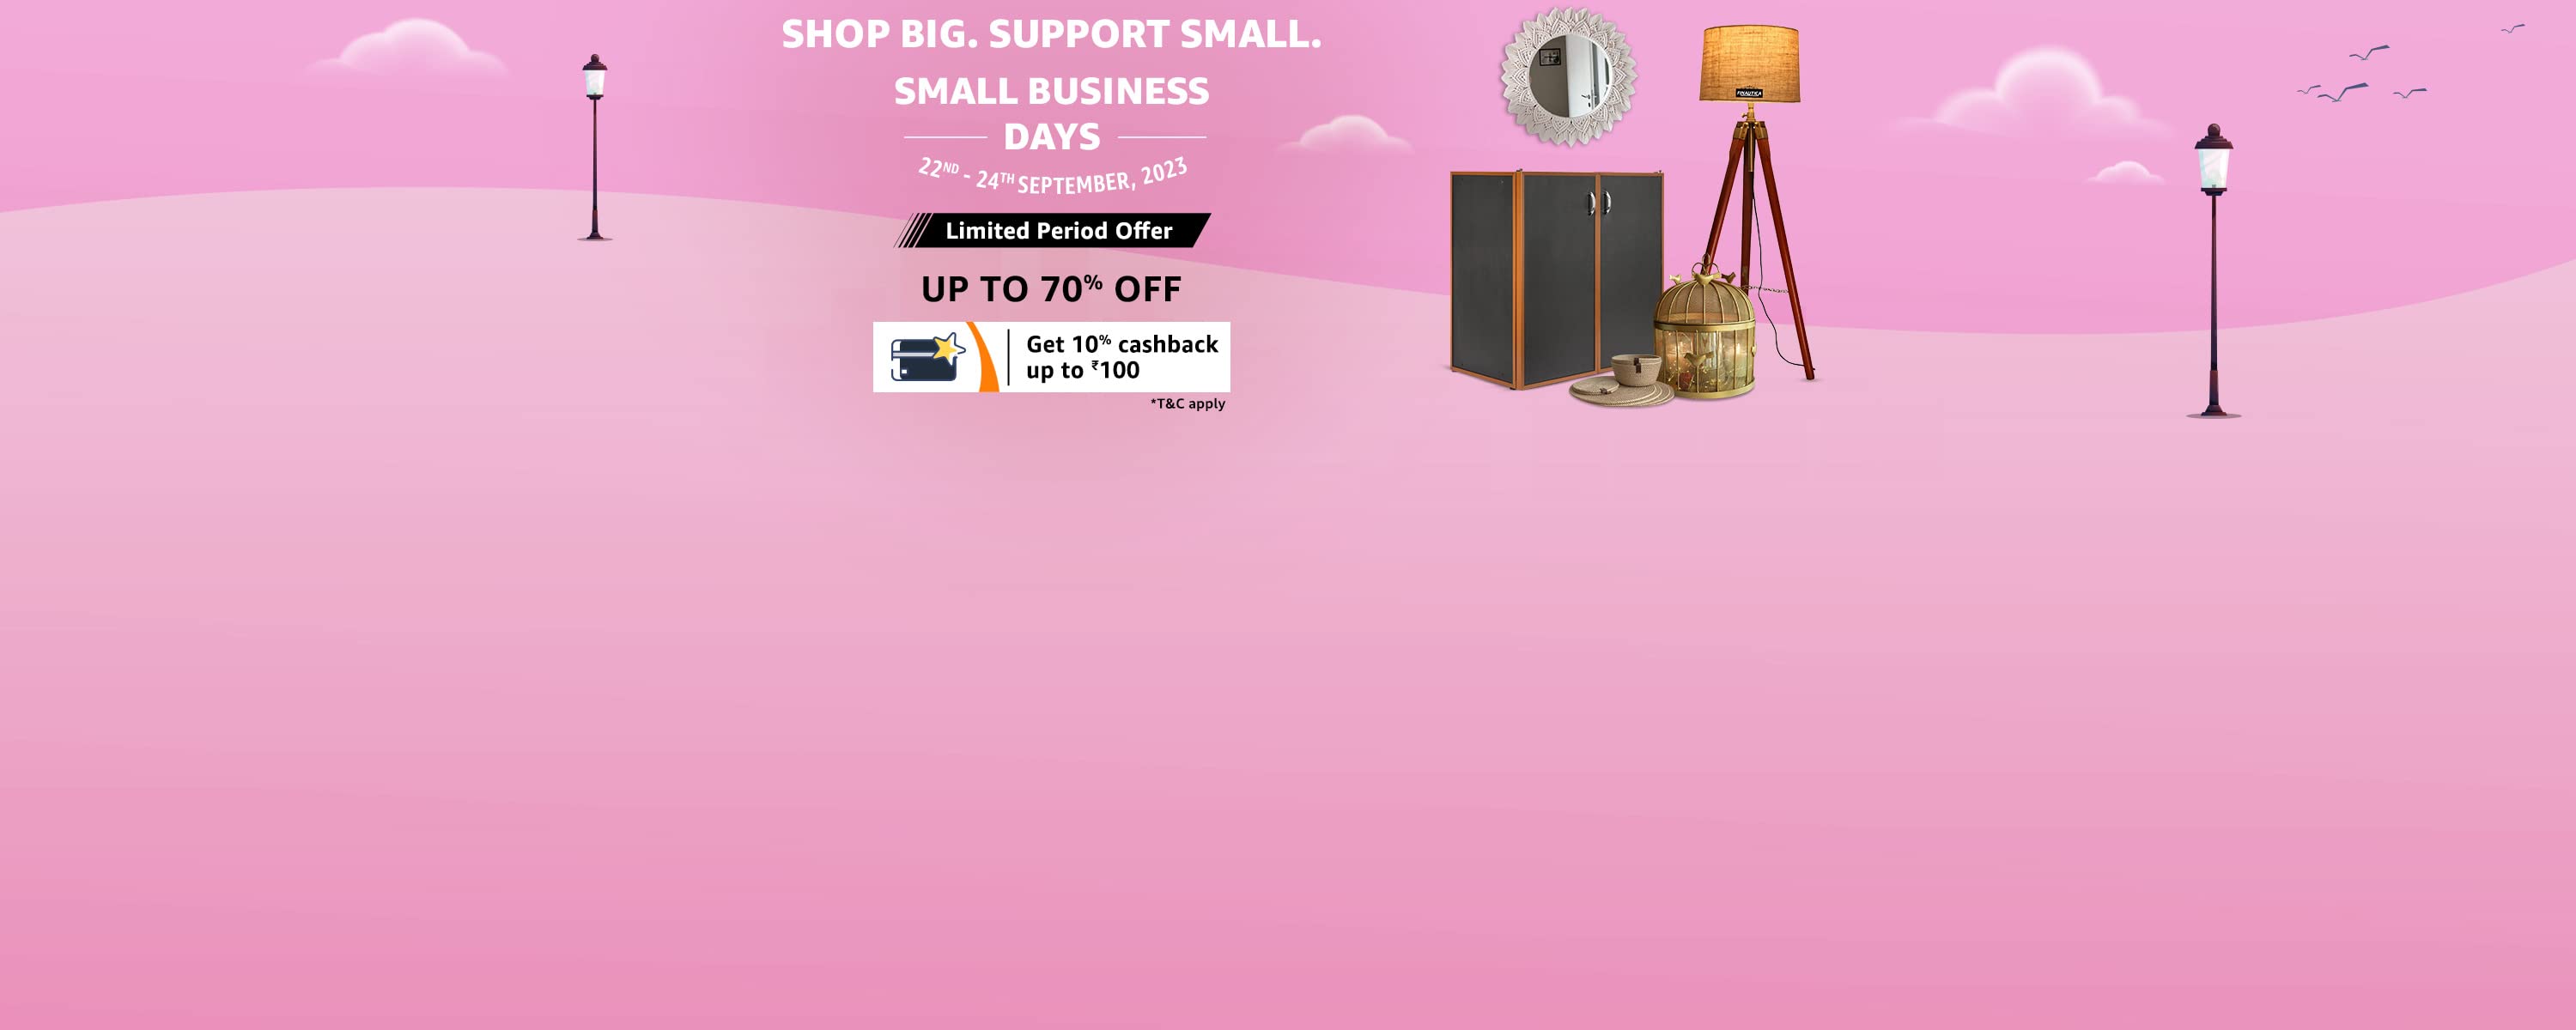 SHOP BIG. SUPPORT SMALL.
SMALL BUSINESS
DAYS
22ND - 24TH SEPTEMBER, 2023
Limited Period Offer
UP TO 70% OFF
Get 10% cashback
up to ₹100
*T&C apply